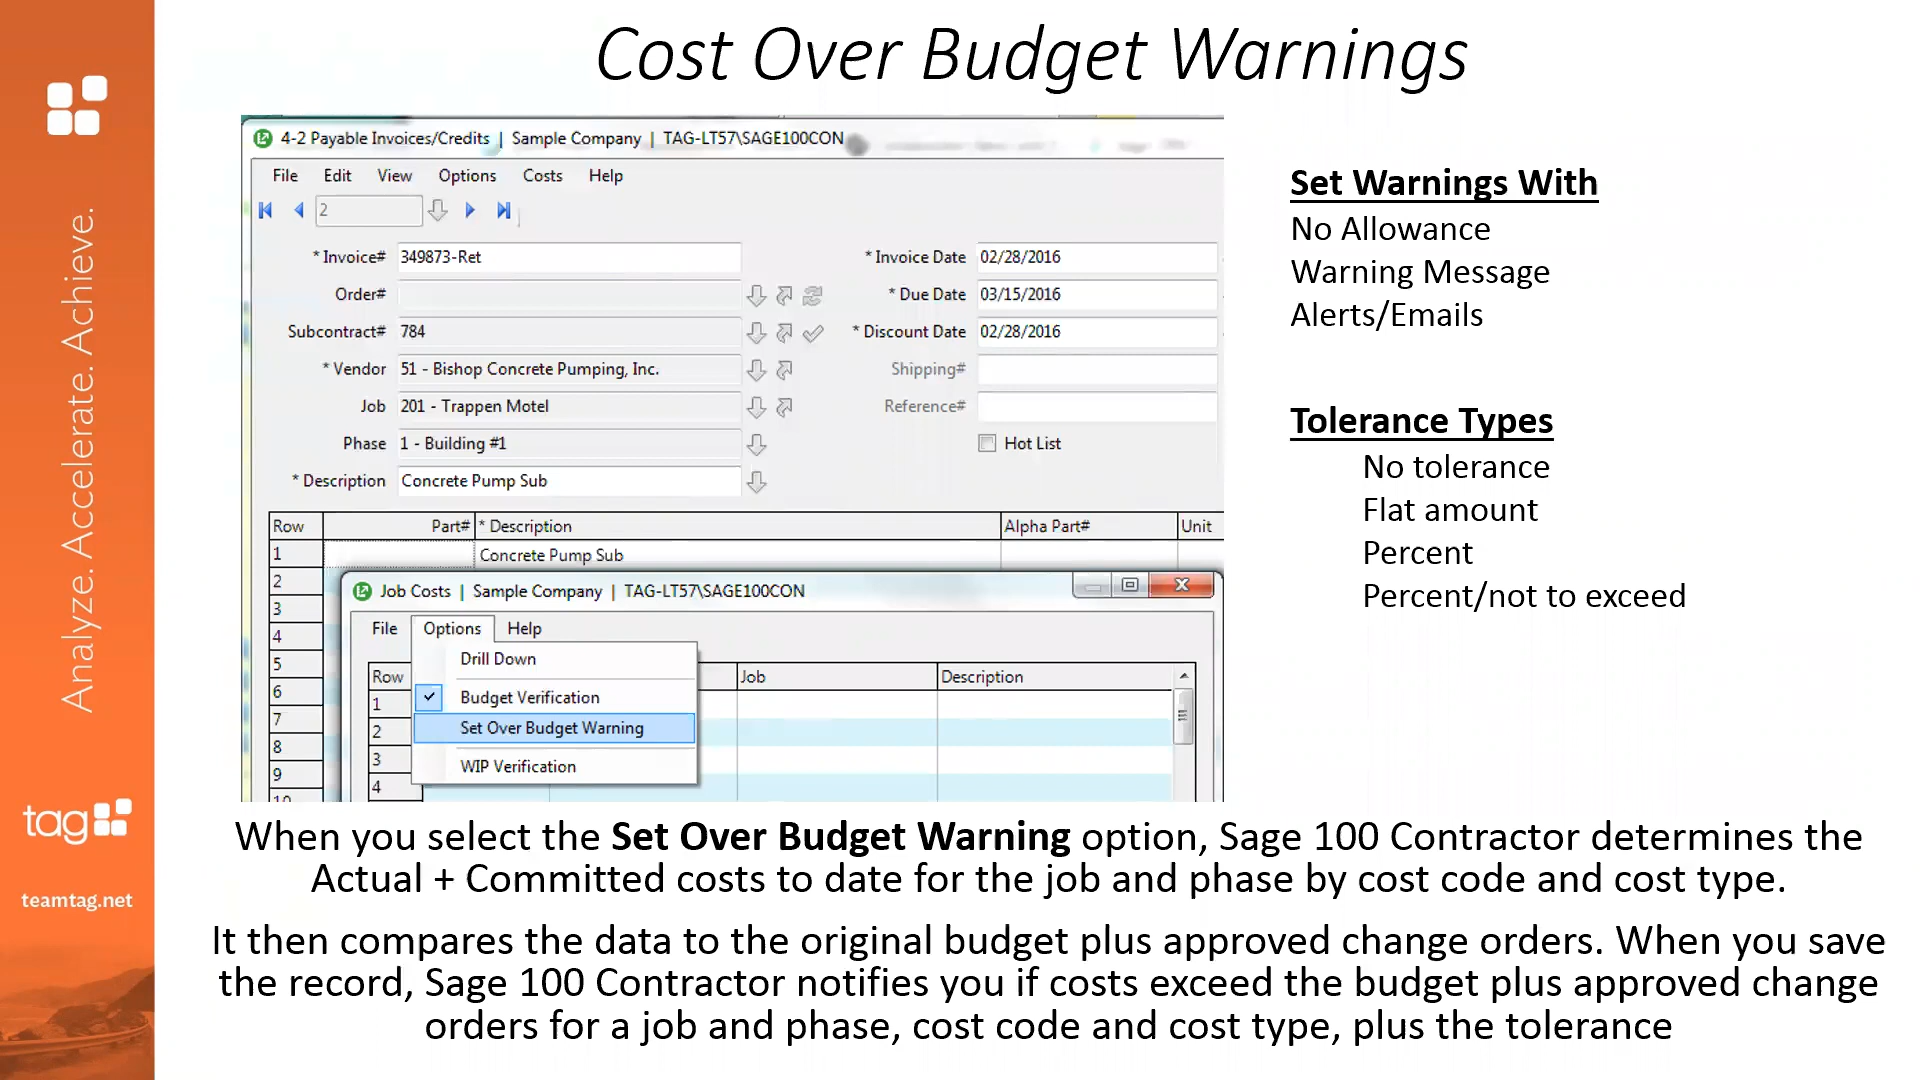 Cost Over Budget Warnings
Analyze. Accelerate. Achieve.
tag
teamtag.net
4-2 Payable Invoices/Credits | Sample Company | TAG-LT57\SAGE100CON
File Edit View Options Costs Help
2
* Invoice# 349873-Ret * Invoice Date 02/28/2016
Order# * Due Date 03/15/2016
Subcontract# 784 * Discount Date 02/28/2016
* Vendor 51 - Bishop Concrete Pumping, Inc. Shipping#
Job 201 - Trappen Motel Reference#
Phase 1 - Building #1 Hot List
* Description Concrete Pump Sub
Row Part# * Description Alpha Part# Unit
1 Concrete Pump Sub
2
3
4
5
6
7
8
9
10
Job Costs | Sample Company | TAG-LT57\SAGE100CON
File Options Help
Drill Down
Budget Verification
Set Over Budget Warning
WIP Verification
Row Job Description
1
2
3
4
Set Warnings With
No Allowance
Warning Message
Alerts/Emails
Tolerance Types
No tolerance
Flat amount
Percent
Percent/not to exceed
When you select the Set Over Budget Warning option, Sage 100 Contractor determines the
Actual + Committed costs to date for the job and phase by cost code and cost type.
It then compares the data to the original budget plus approved change orders. When you save
the record, Sage 100 Contractor notifies you if costs exceed the budget plus approved change
orders for a job and phase, cost code and cost type, plus the tolerance